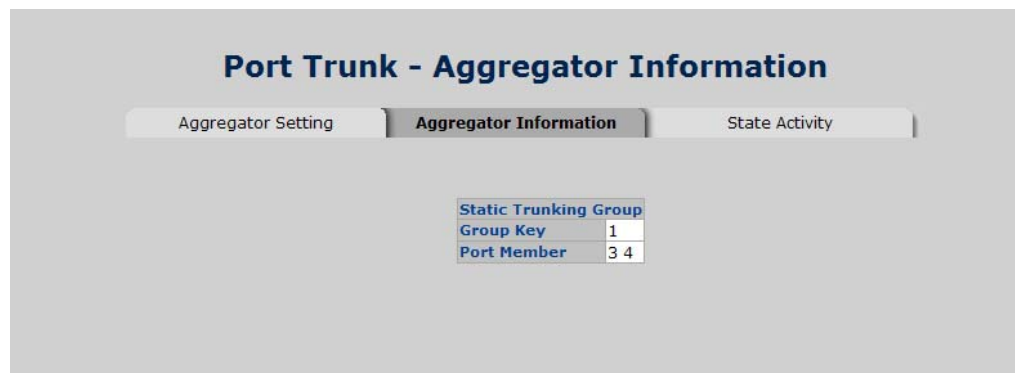 Port Trunk - Aggregator Information
Aggregator Setting Aggregator Information State Activity
Static Trunking Group
Group Key 1
Port Member 3 4